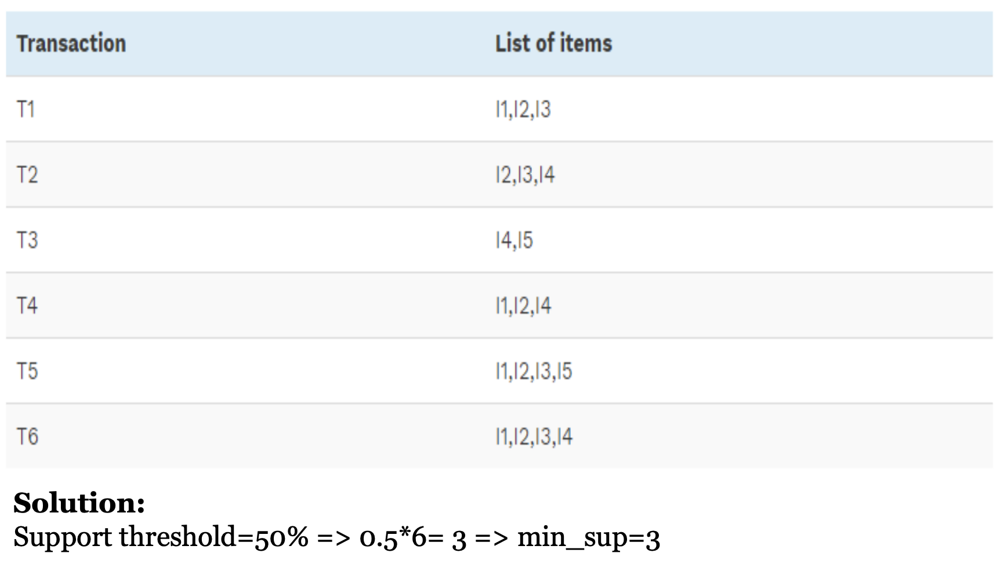 Transaction List of items
T1 I1,I2,I3
T2 I2,I3,I4
T3 I4,I5
T4 I1,I2,I4
T5 I1,I2,I3,I5
T6 I1,I2,I3,I4
Solution:
Support threshold=50% => 0.5*6= 3 => min_sup=3